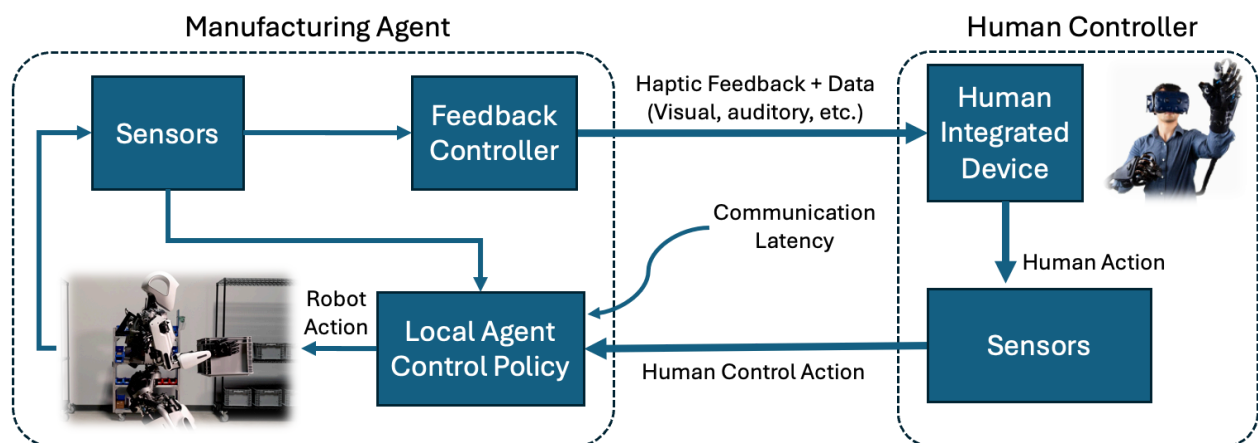 Manufacturing Agent
Human Controller
Sensors
Feedback
Controller
Haptic Feedback + Data
(Visual, auditory, etc.)
Human
Integrated
Device
Communication
Latency
Human Action
Robot
Action
Local Agent
Control Policy
Human Control Action
Sensors